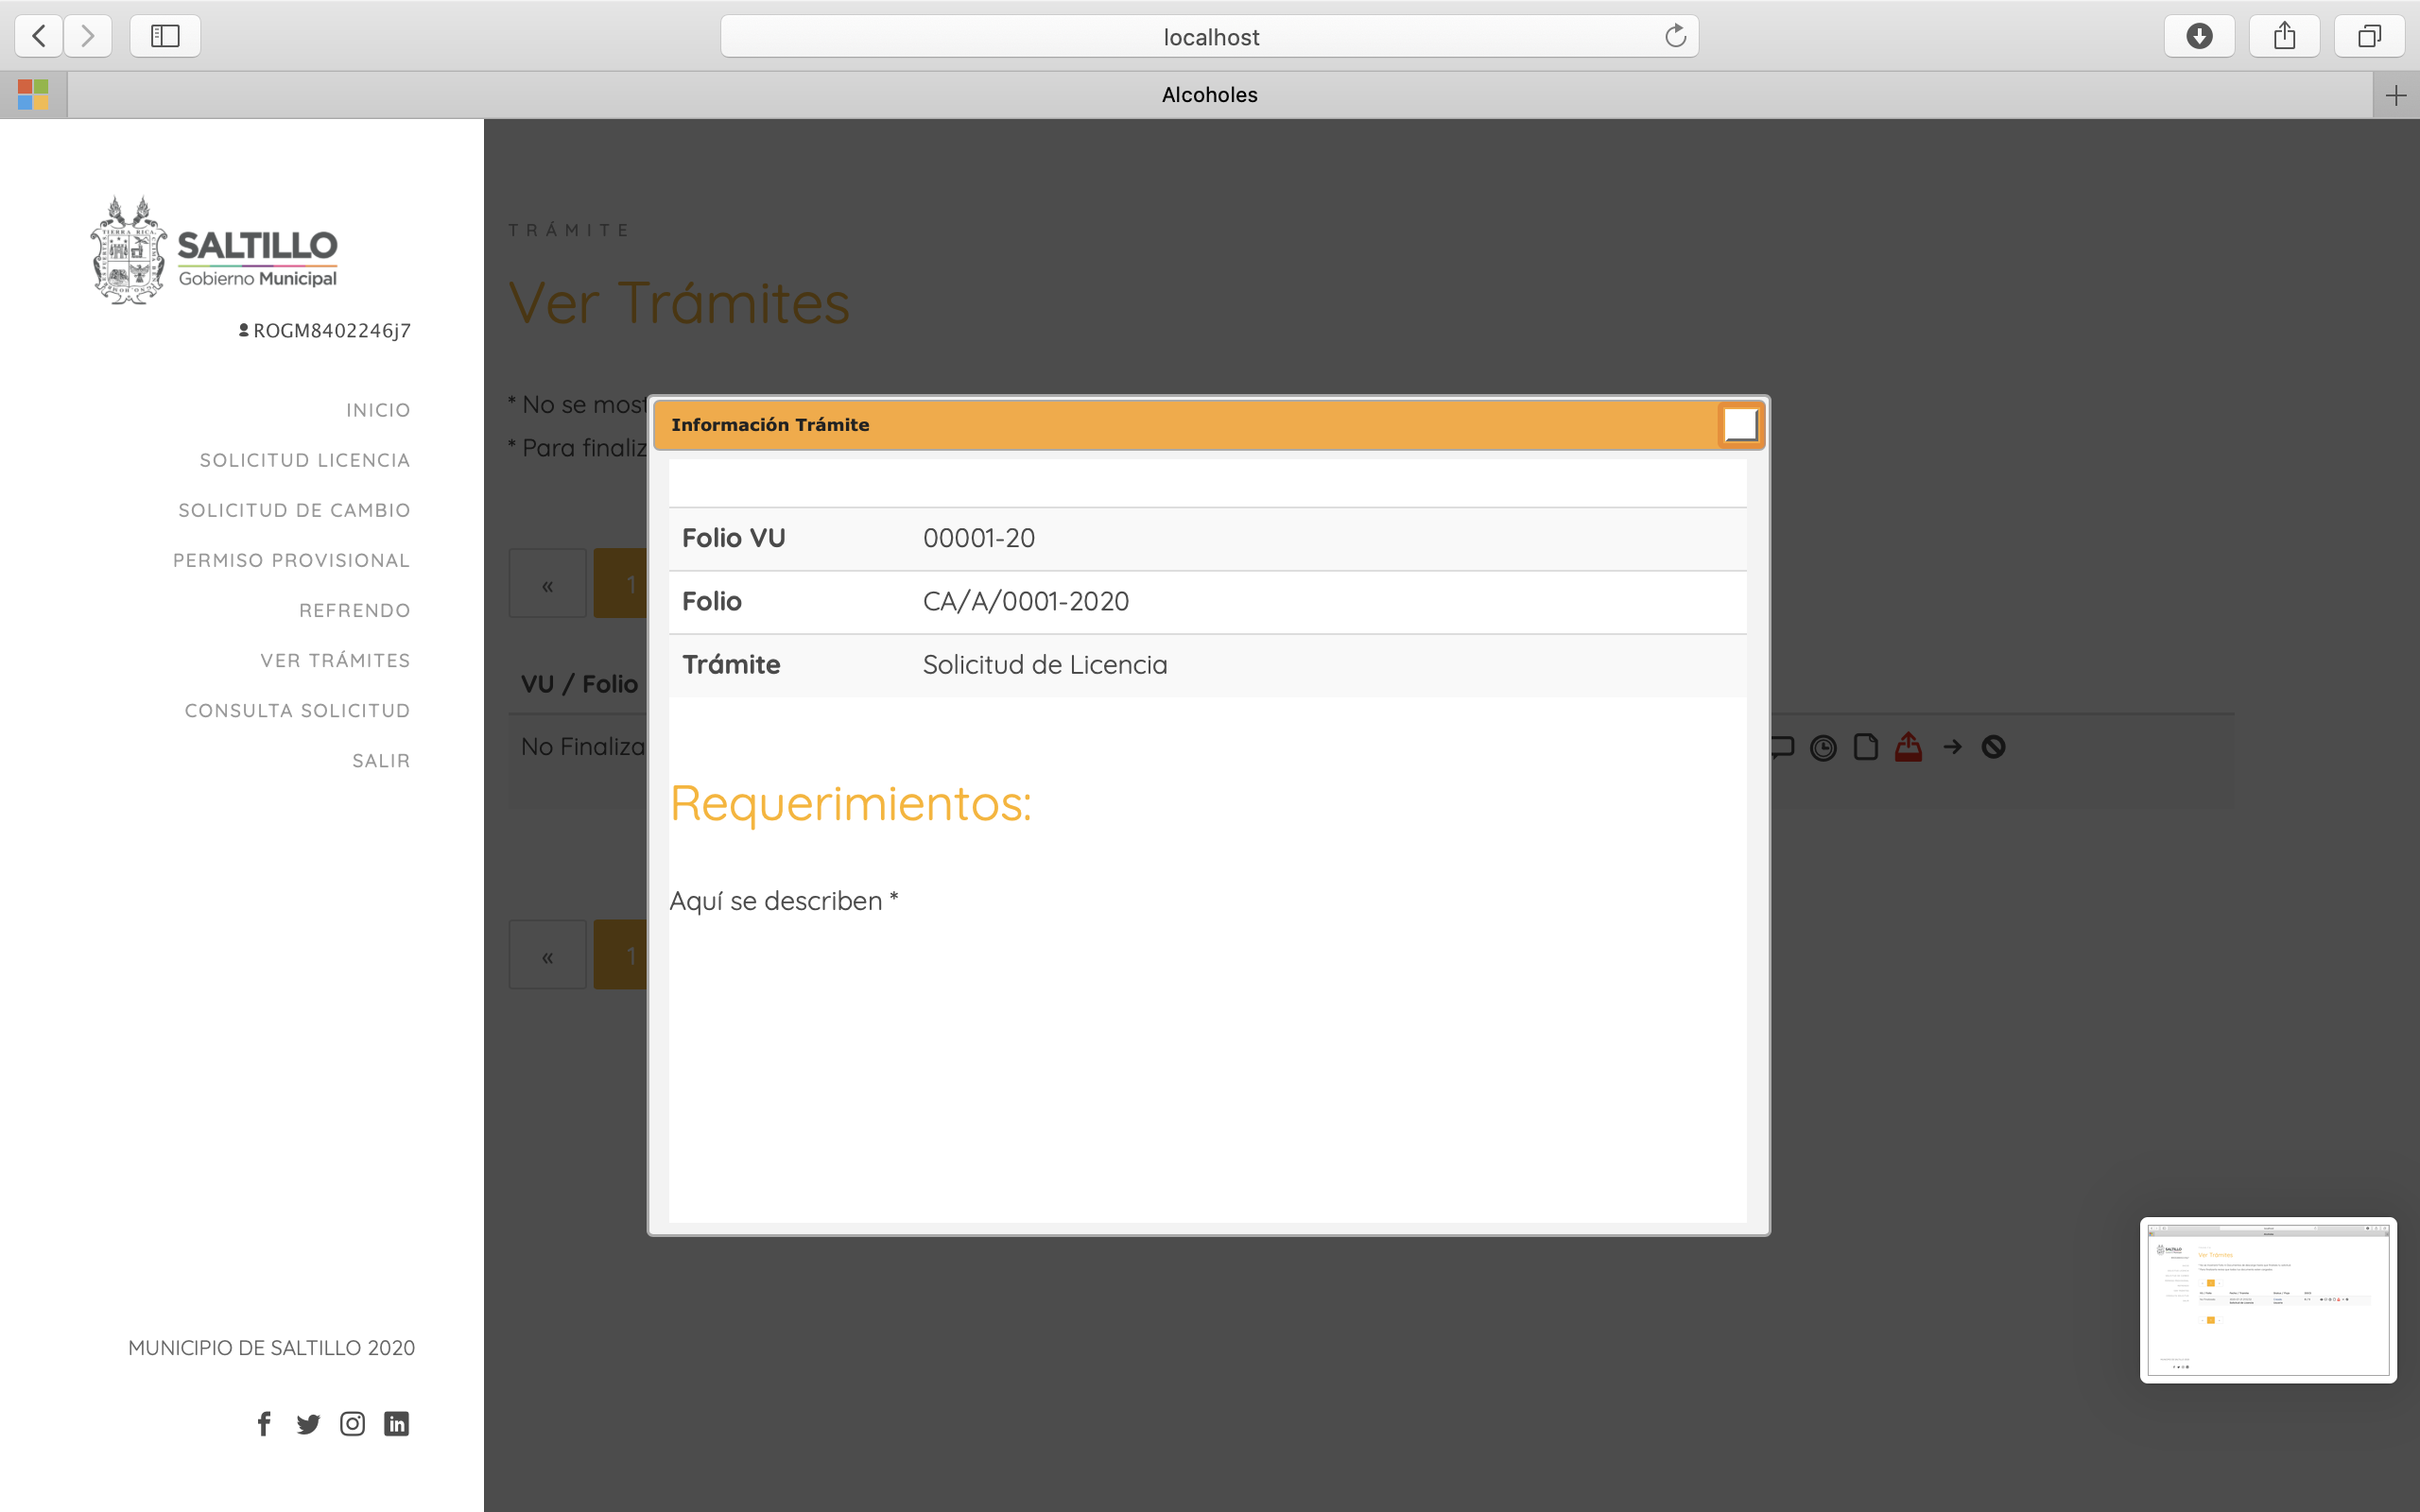 localhost
Alcoholes
SALTILLO
Gobierno Municipal
ROGM8402246j7
INICIO
SOLICITUD LICENCIA
SOLICITUD DE CAMBIO
PERMISO PROVISIONAL
REFRENDO
VER TRÁMITES
CONSULTA SOLICITUD
SALIR
MUNICIPIO DE SALTILLO 2020
TRÁMITE
Ver Trámites
* No se most
* Para finaliz
« 1
VU / Folio
No Finaliza
« 1
Información Trámite
Folio VU 00001-20
Folio CA/A/0001-2020
Trámite Solicitud de Licencia
Requerimientos:
Aquí se describen *
Ver Trámites